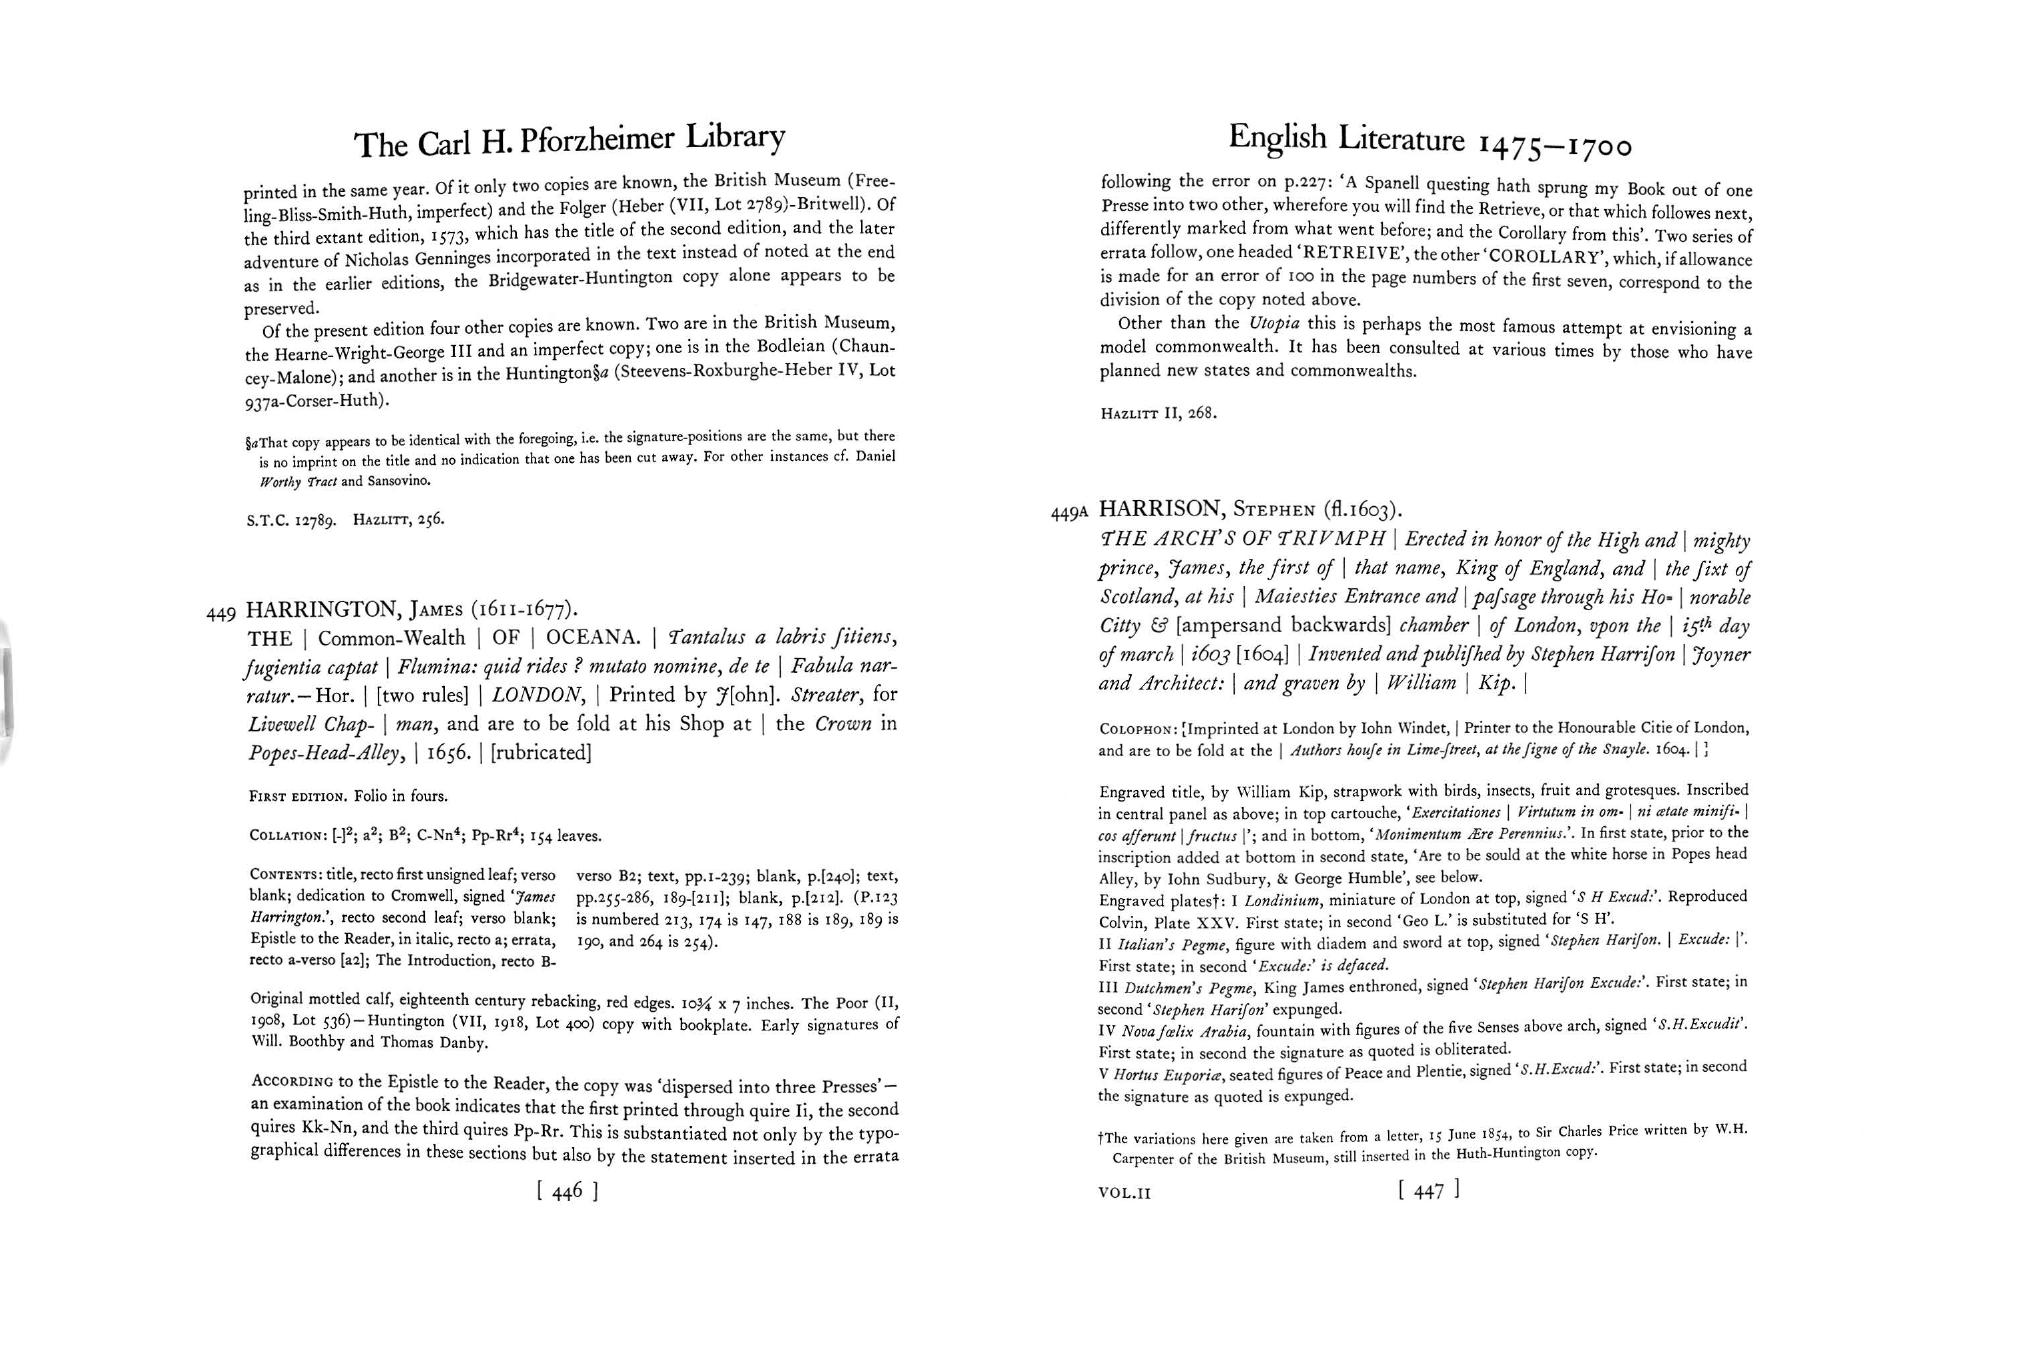 The Carl H. Pforzheimer Library
printed in the same year. Of it only two copies are known, the British Museum (Free-
ling-Bliss-Smith-Huth, imperfect) and the Folger (Heber (VII, Lot 2789)-Britwell). Of
the third extant edition, 1573, which has the title of the second edition, and the later
adventure of Nicholas Genninges incorporated in the text instead of noted at the end
as in the earlier editions, the Bridgewater-Huntington copy alone appears to be
preserved.
Of the present edition four other copies are known. Two are in the British Museum,
the Hearne-Wright-George III and an imperfect copy; one is in the Bodleian (Chaun-
cey-Malone); and another is in the Huntington§a (Steevens-Roxburghe-Heber IV, Lot
937a-Corser-Huth).
§aThat copy appears to be identical with the foregoing, i.e. the signature-positions are the same, but there
is no imprint on the title and no indication that one has been cut away. For other instances cf. Daniel
Worthy Tract and Sansovino.
S.T.C. 12789. HAZLITT, 256.
449 HARRINGTON, JAMES (1611-1677).
THE | Common-Wealth | OF | OCEANA. | Tantalus a labris ſitiens,
fugientia captat | Flumina: quid rides ? mutato nomine, de te | Fabula nar-
ratur.—Hor. | [two rules] | LONDON, | Printed by J[ohn]. Streater, for
Livewell Chap- | man, and are to be ſold at his Shop at | the Crown in
Popes-Head-Alley, | 1656. | [rubricated]
FIRST EDITION. Folio in fours.
COLLATION: [-]²; a²; B²; C-Nn⁴; Pp-Rr⁴; 154 leaves.
CONTENTS: title, recto first unsigned leaf; verso
blank; dedication to Cromwell, signed ‘James
Harrington.’, recto second leaf; verso blank;
Epistle to the Reader, in italic, recto a; errata,
recto a-verso [a2]; The Introduction, recto B-
verso B2; text, pp.1-239; blank, p.[240]; text,
pp.255-286, 189-[211]; blank, p.[212]. (P.123
is numbered 213, 174 is 147, 188 is 189, 189 is
190, and 264 is 254).
Original mottled calf, eighteenth century rebacking, red edges. 10¾ x 7 inches. The Poor (II,
1908, Lot 536)—Huntington (VII, 1918, Lot 400) copy with bookplate. Early signatures of
Will. Boothby and Thomas Danby.
ACCORDING to the Epistle to the Reader, the copy was ‘dispersed into three Presses’—
an examination of the book indicates that the first printed through quire Ii, the second
quires Kk-Nn, and the third quires Pp-Rr. This is substantiated not only by the typo-
graphical differences in these sections but also by the statement inserted in the errata
[ 446 ]
English Literature 1475—1700
following the error on p.227: ‘A Spanell questing hath sprung my Book out of one
Presse into two other, wherefore you will find the Retrieve, or that which followes next,
differently marked from what went before; and the Corollary from this’. Two series of
errata follow, one headed ‘RETREIVE’, the other ‘COROLLARY’, which, if allowance
is made for an error of 100 in the page numbers of the first seven, correspond to the
division of the copy noted above.
Other than the Utopia this is perhaps the most famous attempt at envisioning a
model commonwealth. It has been consulted at various times by those who have
planned new states and commonwealths.
HAZLITT II, 268.
449A HARRISON, STEPHEN (fl.1603).
THE ARCH'S OF TRIVMPH | Erected in honor of the High and | mighty
prince, James, the first of | that name, King of England, and | the ſixt of
Scotland, at his | Maiesties Entrance and | paſsage through his Ho- | norable
Citty & [ampersand backwards] chamber | of London, vpon the | i5th day
of march | i603 [1604] | Invented and publiſhed by Stephen Harriſon | Joyner
and Architect: | and graven by | William | Kip. |
COLOPHON: [Imprinted at London by Iohn Windet, | Printer to the Honourable Citie of London,
and are to be ſold at the | Authors houſe in Lime-ſtreet, at the ſigne of the Snayle. 1604. | ]
Engraved title, by William Kip, strapwork with birds, insects, fruit and grotesques. Inscribed
in central panel as above; in top cartouche, ‘Exercitationes | Virtutum in om- | ni ætate minifi- |
cos afferunt | fructus |’; and in bottom, ‘Monimentum Ære Perennius.’. In first state, prior to the
inscription added at bottom in second state, ‘Are to be sould at the white horse in Popes head
Alley, by Iohn Sudbury, & George Humble’, see below.
Engraved plates†: I Londinium, miniature of London at top, signed ‘S H Excud:’. Reproduced
Colvin, Plate XXV. First state; in second ‘Geo L.’ is substituted for ‘S H’.
II Italian's Pegme, figure with diadem and sword at top, signed ‘Stephen Hariſon. | Excude: |’.
First state; in second ‘Excude:’ is defaced.
III Dutchmen's Pegme, King James enthroned, signed ‘Stephen Hariſon Excude:’. First state; in
second ‘Stephen Hariſon’ expunged.
IV Nova fœlix Arabia, fountain with figures of the five Senses above arch, signed ‘S.H.Excudit’.
First state; in second the signature as quoted is obliterated.
V Hortus Euporiæ, seated figures of Peace and Plentie, signed ‘S.H.Excud:’. First state; in second
the signature as quoted is expunged.
†The variations here given are taken from a letter, 15 June 1854, to Sir Charles Price written by W.H.
Carpenter of the British Museum, still inserted in the Huth-Huntington copy.
VOL.II
[ 447 ]